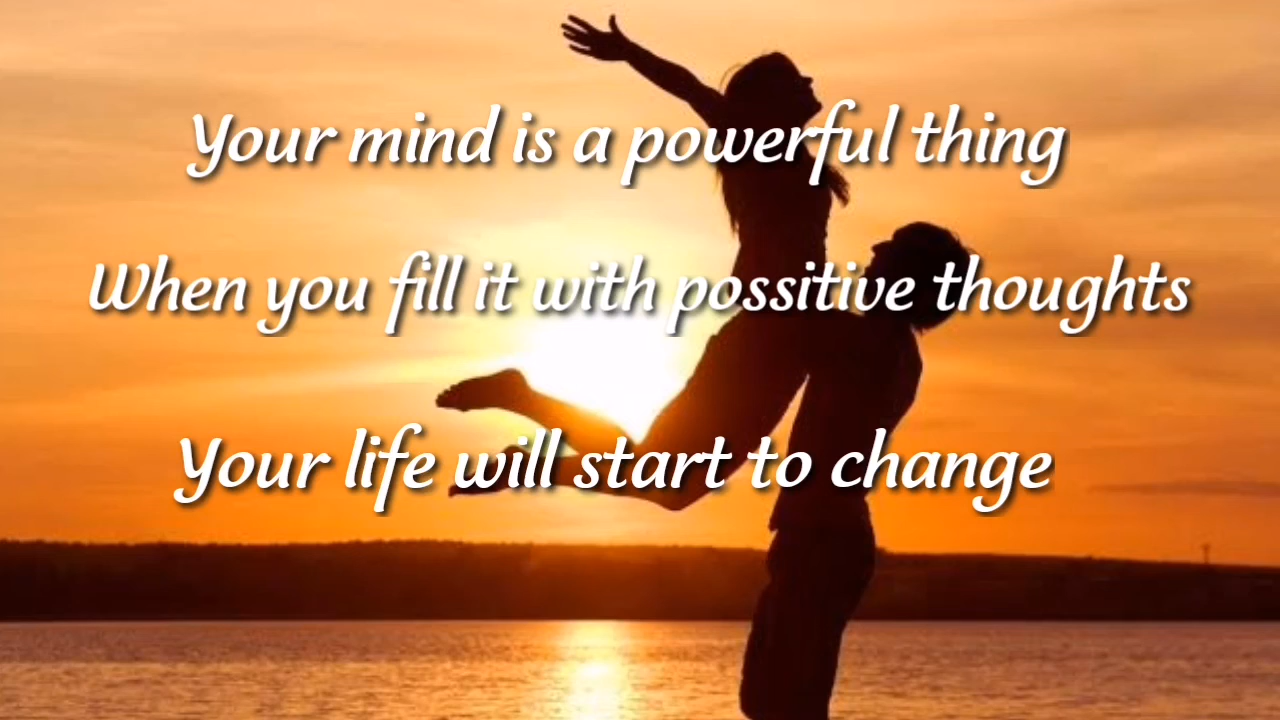 Your mind is a powerful thing
When you fill it with possitive thoughts
Your life will start to change